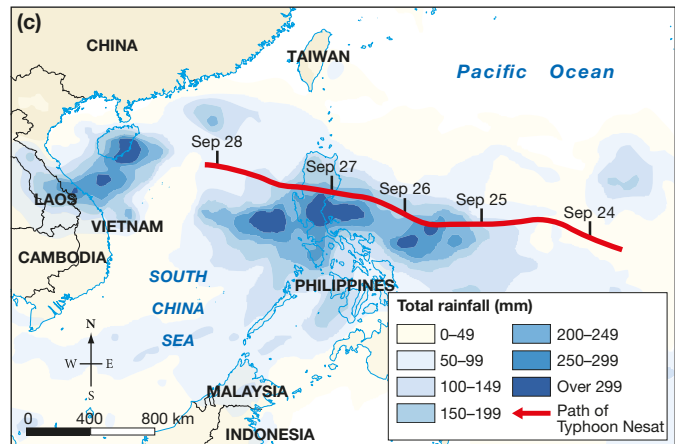 (c)
CHINA
TAIWAN
Pacific Ocean
Sep 28
Sep 27
Sep 26
Sep 25
Sep 24
LAOS
VIETNAM
CAMBODIA
SOUTH
CHINA
SEA
PHILIPPINES
MALAYSIA
INDONESIA
N
W E
S
0 400 800 km
Total rainfall (mm)
0–49
50–99
100–149
150–199
200–249
250–299
Over 299
Path of
Typhoon Nesat